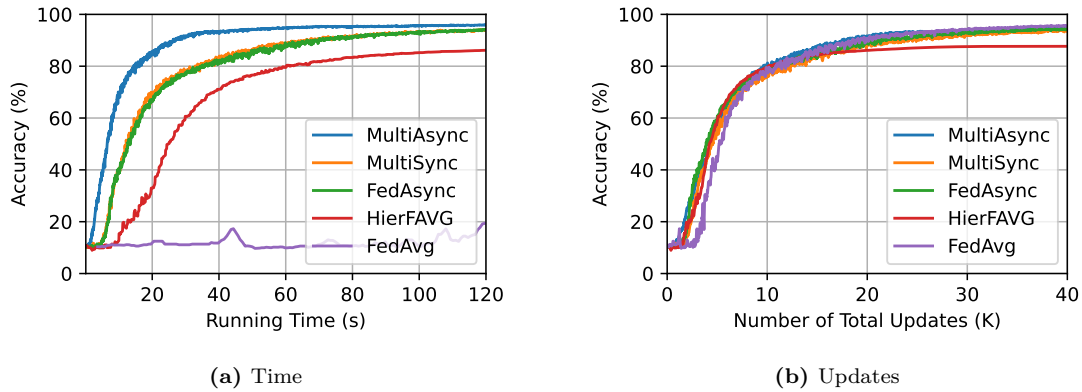 100
80
60
40
20
0
Accuracy (%)
MultiAsync
MultiSync
FedAsync
HierFAVG
FedAvg
20 40 60 80 100 120
Running Time (s)
(a) Time
100
80
60
40
20
0
Accuracy (%)
MultiAsync
MultiSync
FedAsync
HierFAVG
FedAvg
0 10 20 30 40
Number of Total Updates (K)
(b) Updates